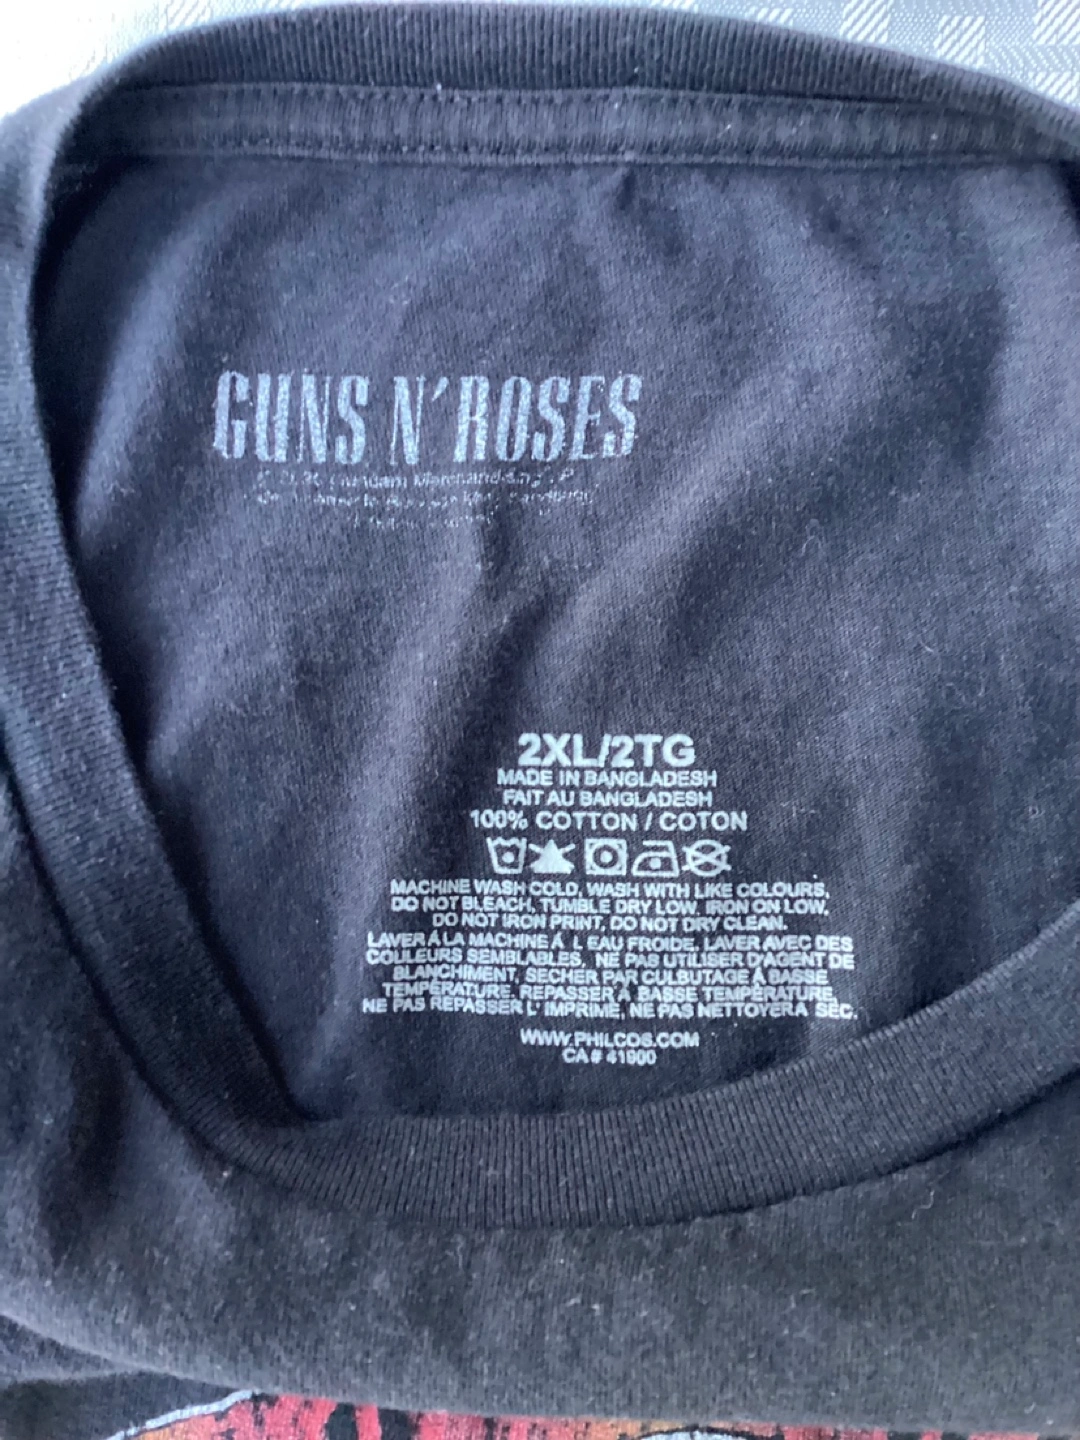 GUNS N' ROSES
2XL/2TG
MADE IN BANGLADESH
FAIT AU BANGLADESH
100% COTTON / COTON
MACHINE WASH COLD, WASH WITH LIKE COLOURS,
DO NOT BLEACH, TUMBLE DRY LOW, IRON ON LOW,
DO NOT IRON PRINT, DO NOT DRY CLEAN.
LAVER Á LA MACHINE Á L EAU FROIDE, LAVER AVEC DES
COULEURS SEMBLABLES, NE PAS UTILISER D'AGENT DE
BLANCHIMENT, SECHER PAR CULBUTAGE Á BASSE
TEMPÉRATURE, REPASSER Á BASSE TEMPÉRATURE,
NE PAS REPASSER L' IMPRIMÉ, NE PAS NETTOYER Á SEC.
WWW.PHILCOS.COM
CA# 41900